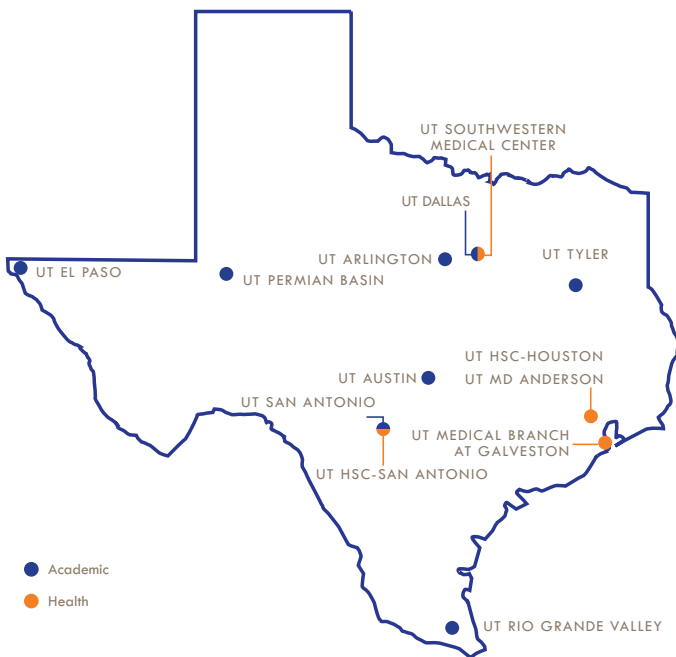 UT SOUTHWESTERN
MEDICAL CENTER
UT DALLAS
UT ARLINGTON
UT TYLER
UT EL PASO
UT PERMIAN BASIN
UT HSC-HOUSTON
UT AUSTIN
UT MD ANDERSON
UT SAN ANTONIO
UT MEDICAL BRANCH
AT GALVESTON
UT HSC-SAN ANTONIO
Academic
Health
UT RIO GRANDE VALLEY